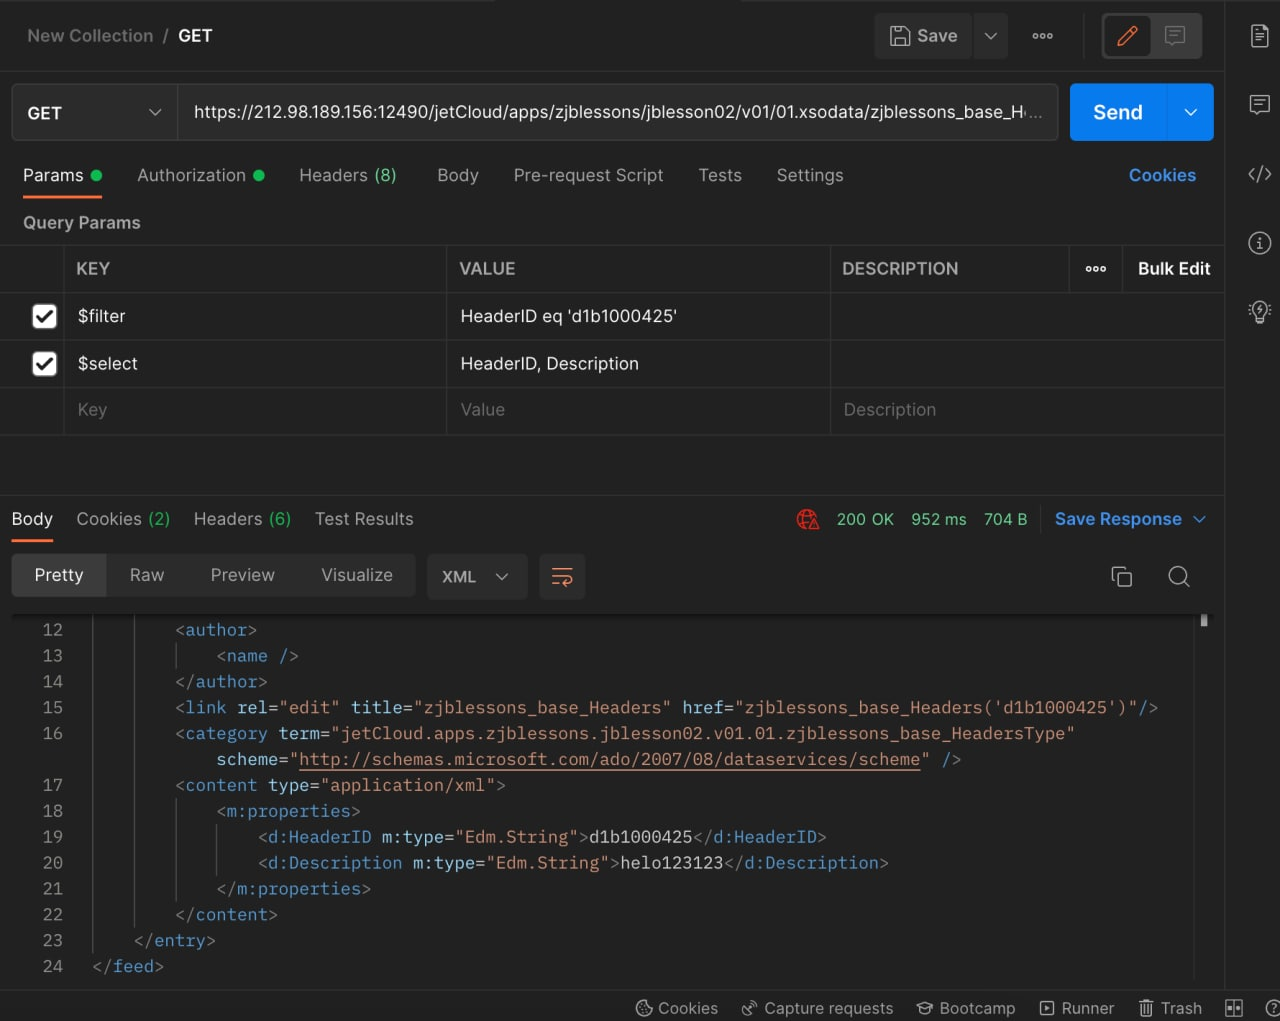 New Collection / GET
Save
GET
https://212.98.189.156:12490/jetCloud/apps/zjblessons/jblesson02/v01/01.xsodata/zjblessons_base_H...
Send
Params
Authorization
Headers (8)
Body
Pre-request Script
Tests
Settings
Cookies
Query Params
KEY
VALUE
DESCRIPTION
Bulk Edit
$filter
HeaderID eq 'd1b1000425'
$select
HeaderID, Description
Key
Value
Description
Body
Cookies (2)
Headers (6)
Test Results
200 OK
952 ms
704 B
Save Response
Pretty
Raw
Preview
Visualize
XML
12 <author>
13 <name />
14 </author>
15 <link rel="edit" title="zjblessons_base_Headers" href="zjblessons_base_Headers('d1b1000425')"/>
16 <category term="jetCloud.apps.zjblessons.jblesson02.v01.01.zjblessons_base_HeadersType"
scheme="http://schemas.microsoft.com/ado/2007/08/dataservices/scheme" />
17 <content type="application/xml">
18 <m:properties>
19 <d:HeaderID m:type="Edm.String">d1b1000425</d:HeaderID>
20 <d:Description m:type="Edm.String">helo123123</d:Description>
21 </m:properties>
22 </content>
23 </entry>
24 </feed>
Cookies
Capture requests
Bootcamp
Runner
Trash